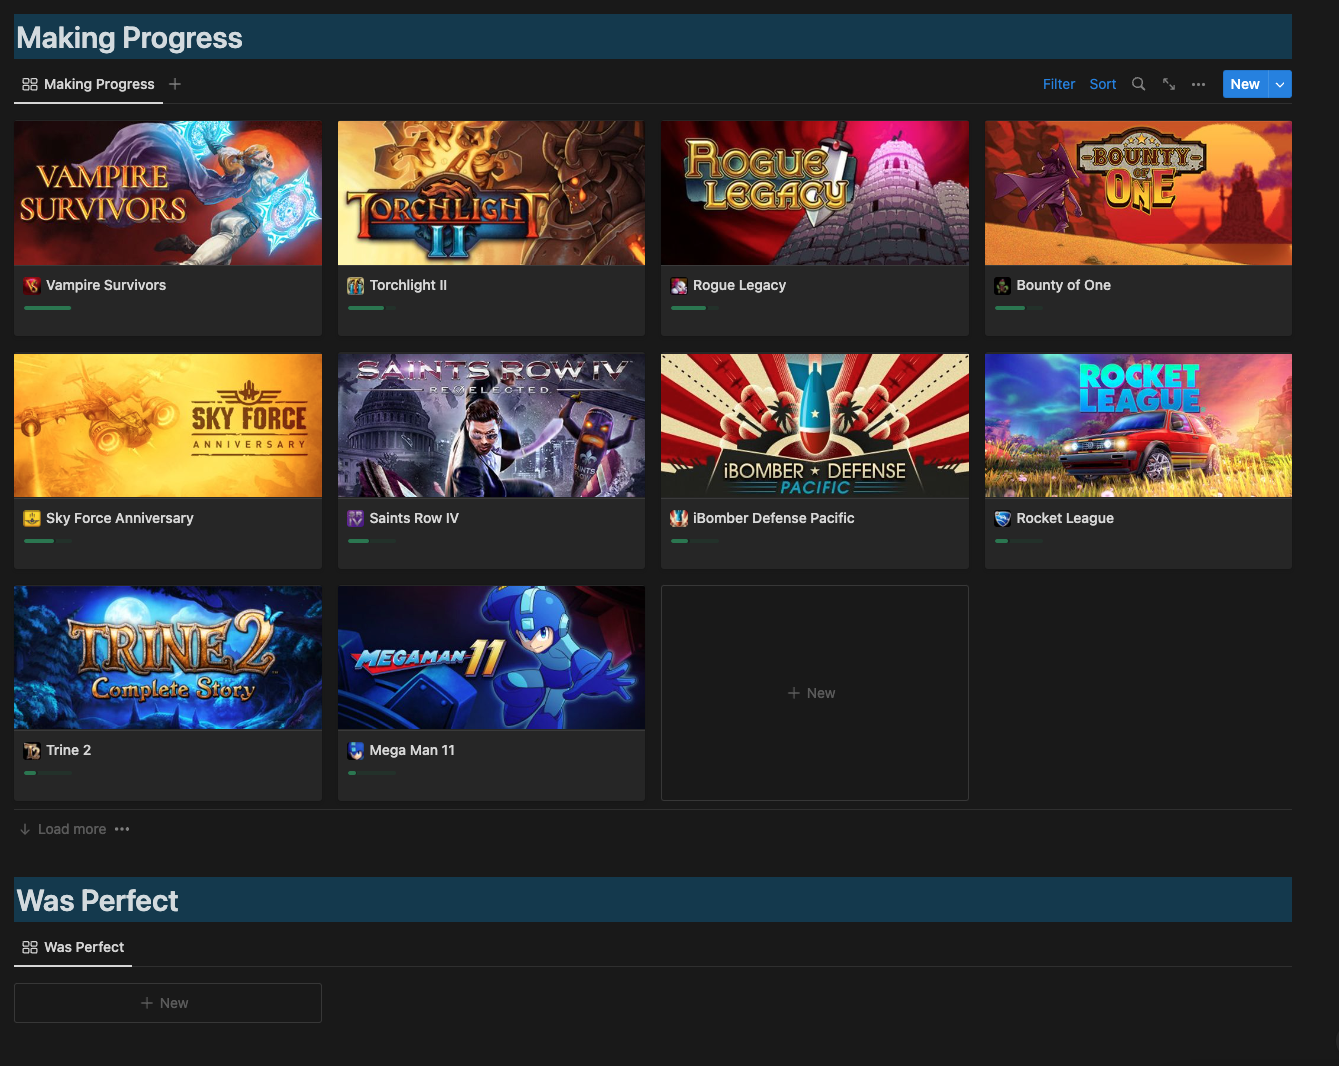 Making Progress
Making Progress
Filter Sort New
VAMPIRE
SURVIVORS
TORCHLIGHT
II
ROGUE
LEGACY
BOUNTY
OF
ONE
Vampire Survivors
Torchlight II
Rogue Legacy
Bounty of One
SKY FORCE
ANNIVERSARY
SAINTS ROW IV
RE-ELECTED
iBOMBER ★ DEFENSE
PACIFIC
ROCKET
LEAGUE
Sky Force Anniversary
Saints Row IV
iBomber Defense Pacific
Rocket League
TRINE 2
Complete Story
MEGAMAN 11
New
Trine 2
Mega Man 11
Load more
Was Perfect
Was Perfect
New